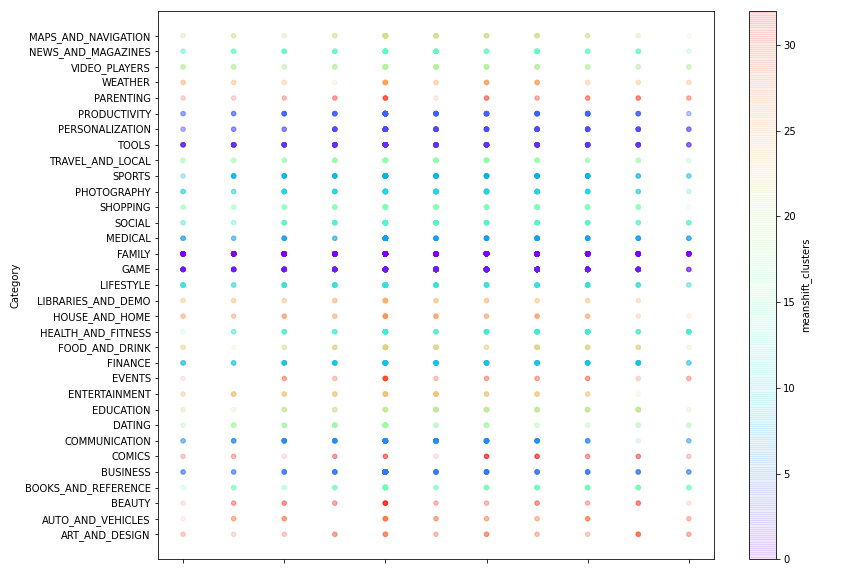 MAPS_AND_NAVIGATION
NEWS_AND_MAGAZINES
VIDEO_PLAYERS
WEATHER
PARENTING
PRODUCTIVITY
PERSONALIZATION
TOOLS
TRAVEL_AND_LOCAL
SPORTS
PHOTOGRAPHY
SHOPPING
SOCIAL
MEDICAL
FAMILY
GAME
LIFESTYLE
LIBRARIES_AND_DEMO
HOUSE_AND_HOME
HEALTH_AND_FITNESS
FOOD_AND_DRINK
FINANCE
EVENTS
ENTERTAINMENT
EDUCATION
DATING
COMMUNICATION
COMICS
BUSINESS
BOOKS_AND_REFERENCE
BEAUTY
AUTO_AND_VEHICLES
ART_AND_DESIGN
Category
30
25
20
15
10
5
0
meanshift_clusters